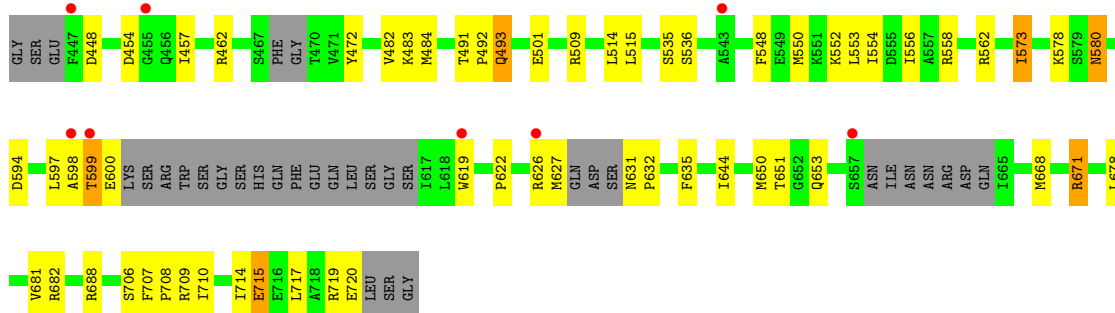 GLY SER GLU F447 D448 D454 G455 Q456 I457 R462 S467 PHE GLY T470 V471 Y472 V482 K483 M484 T491 P492 Q493 E501 R509 L514 L515 S535 S536 A543 F548 E549 M550 K551 K552 L553 I554 D555 I556 A557 R558 R562 I573 K578 S579 N580
D594 L597 A598 T599 E600 LYS SER ARG TRP SER GLY SER HIS GLN PHE GLU GLN LEU SER GLY SER I617 L618 W619 P622 R626 M627 GLN ASP SER N631 P632 F635 I644 M650 T651 G652 Q653 S657 ASN ILE ASN ASN ARG ASP GLN I665 M668 R671 L678
V681 R682 R688 S706 F707 P708 R709 I710 I714 E715 E716 L717 A718 R719 E720 LEU SER GLY